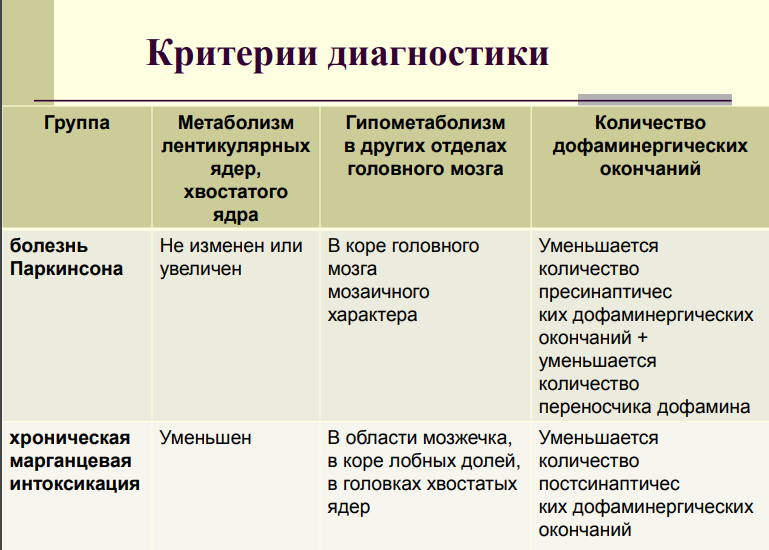 Критерии диагностики
Группа
Метаболизм
лентикулярных
ядер,
хвостатого
ядра
Гипометаболизм
в других отделах
головного мозга
Количество
дофаминергических
окончаний
болезнь
Паркинсона
Не изменен или
увеличен
В коре головного
мозга
мозаичного
характера
Уменьшается
количество
пресинаптичес
ких дофаминергических
окончаний +
уменьшается
количество
переносчика дофамина
хроническая
марганцевая
интоксикация
Уменьшен
В области мозжечка,
в коре лобных долей,
в головках хвостатых
ядер
Уменьшается
количество
постсинаптичес
ких дофаминергических
окончаний